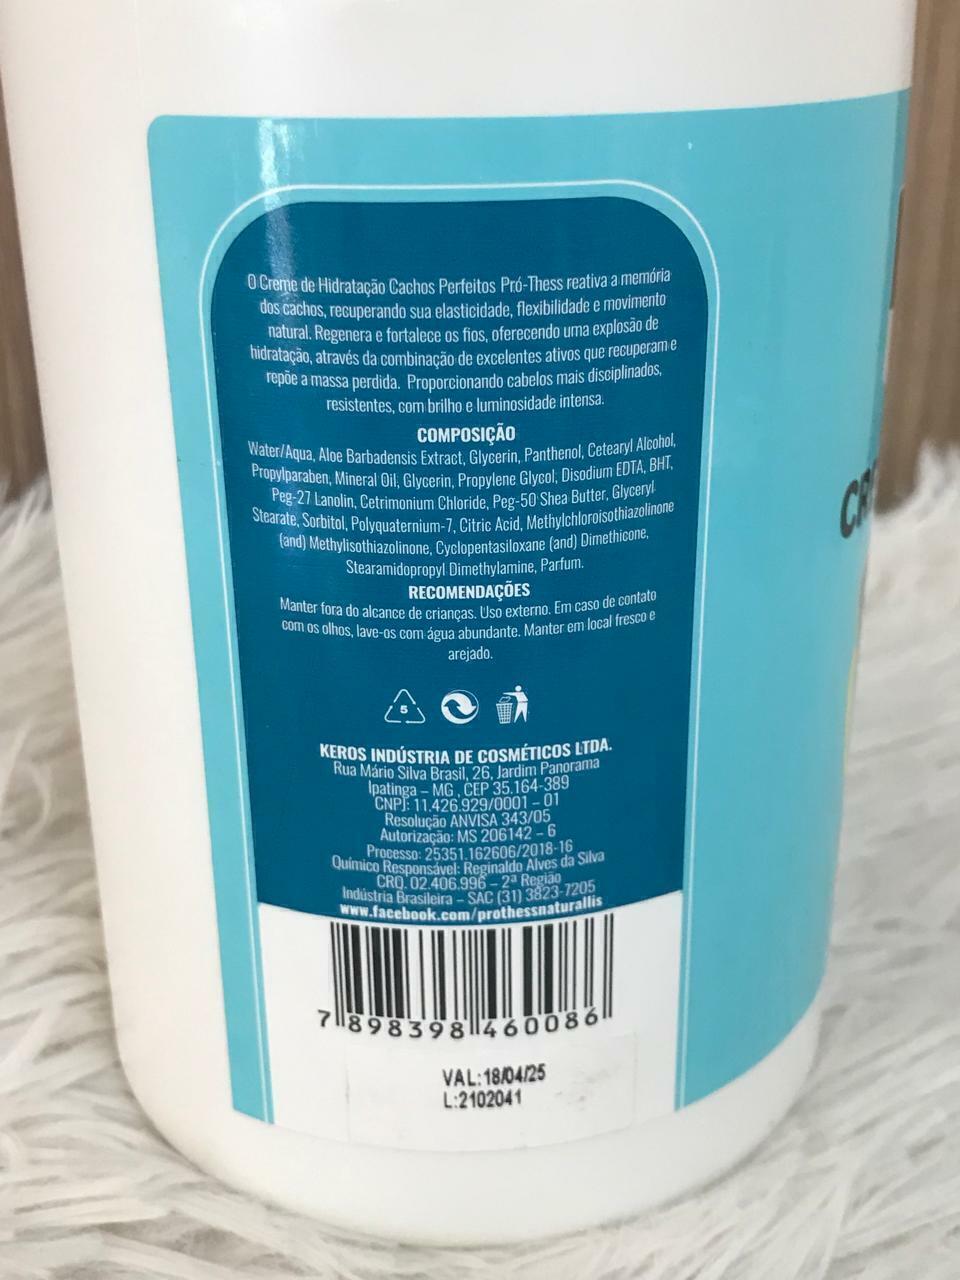 O Creme de Hidratação Cachos Perfeitos Pró-Thess reativa a memória
dos cachos, recuperando sua elasticidade, flexibilidade e movimento
natural. Regenera e fortalece os fios, oferecendo uma explosão de
hidratação, através da combinação de excelentes ativos que recuperam e
repõe a massa perdida. Proporcionando cabelos mais disciplinados,
resistentes, com brilho e luminosidade intensa.
COMPOSIÇÃO
Water/Aqua, Aloe Barbadensis Extract, Glycerin, Panthenol, Cetearyl Alcohol,
Propylparaben, Mineral Oil, Glycerin, Propylene Glycol, Disodium EDTA, BHT,
Peg-27 Lanolin, Cetrimonium Chloride, Peg-50 Shea Butter, Glyceryl
Stearate, Sorbitol, Polyquaternium-7, Citric Acid, Methylchloroisothiazolinone
(and) Methylisothiazolinone, Cyclopentasiloxane (and) Dimethicone,
Stearamidopropyl Dimethylamine, Parfum.
RECOMENDAÇÕES
Manter fora do alcance de crianças. Uso externo. Em caso de contato
com os olhos, lave-os com água abundante. Manter em local fresco e
arejado.
5
KEROS INDÚSTRIA DE COSMÉTICOS LTDA.
Rua Mário Silva Brasil, 26, Jardim Panorama
Ipatinga – MG , CEP 35.164-389
CNPJ: 11.426.929/0001 – 01
Resolução ANVISA 343/05
Autorização: MS 206142 – 6
Processo: 25351.162606/2018-16
Químico Responsável: Reginaldo Alves da Silva
CRQ. 02.406.996 – 2ª Região
Indústria Brasileira – SAC (31) 3823-7205
www.facebook.com/prothessnaturallis
7 898398 460086
VAL:18/04/25
L:2102041